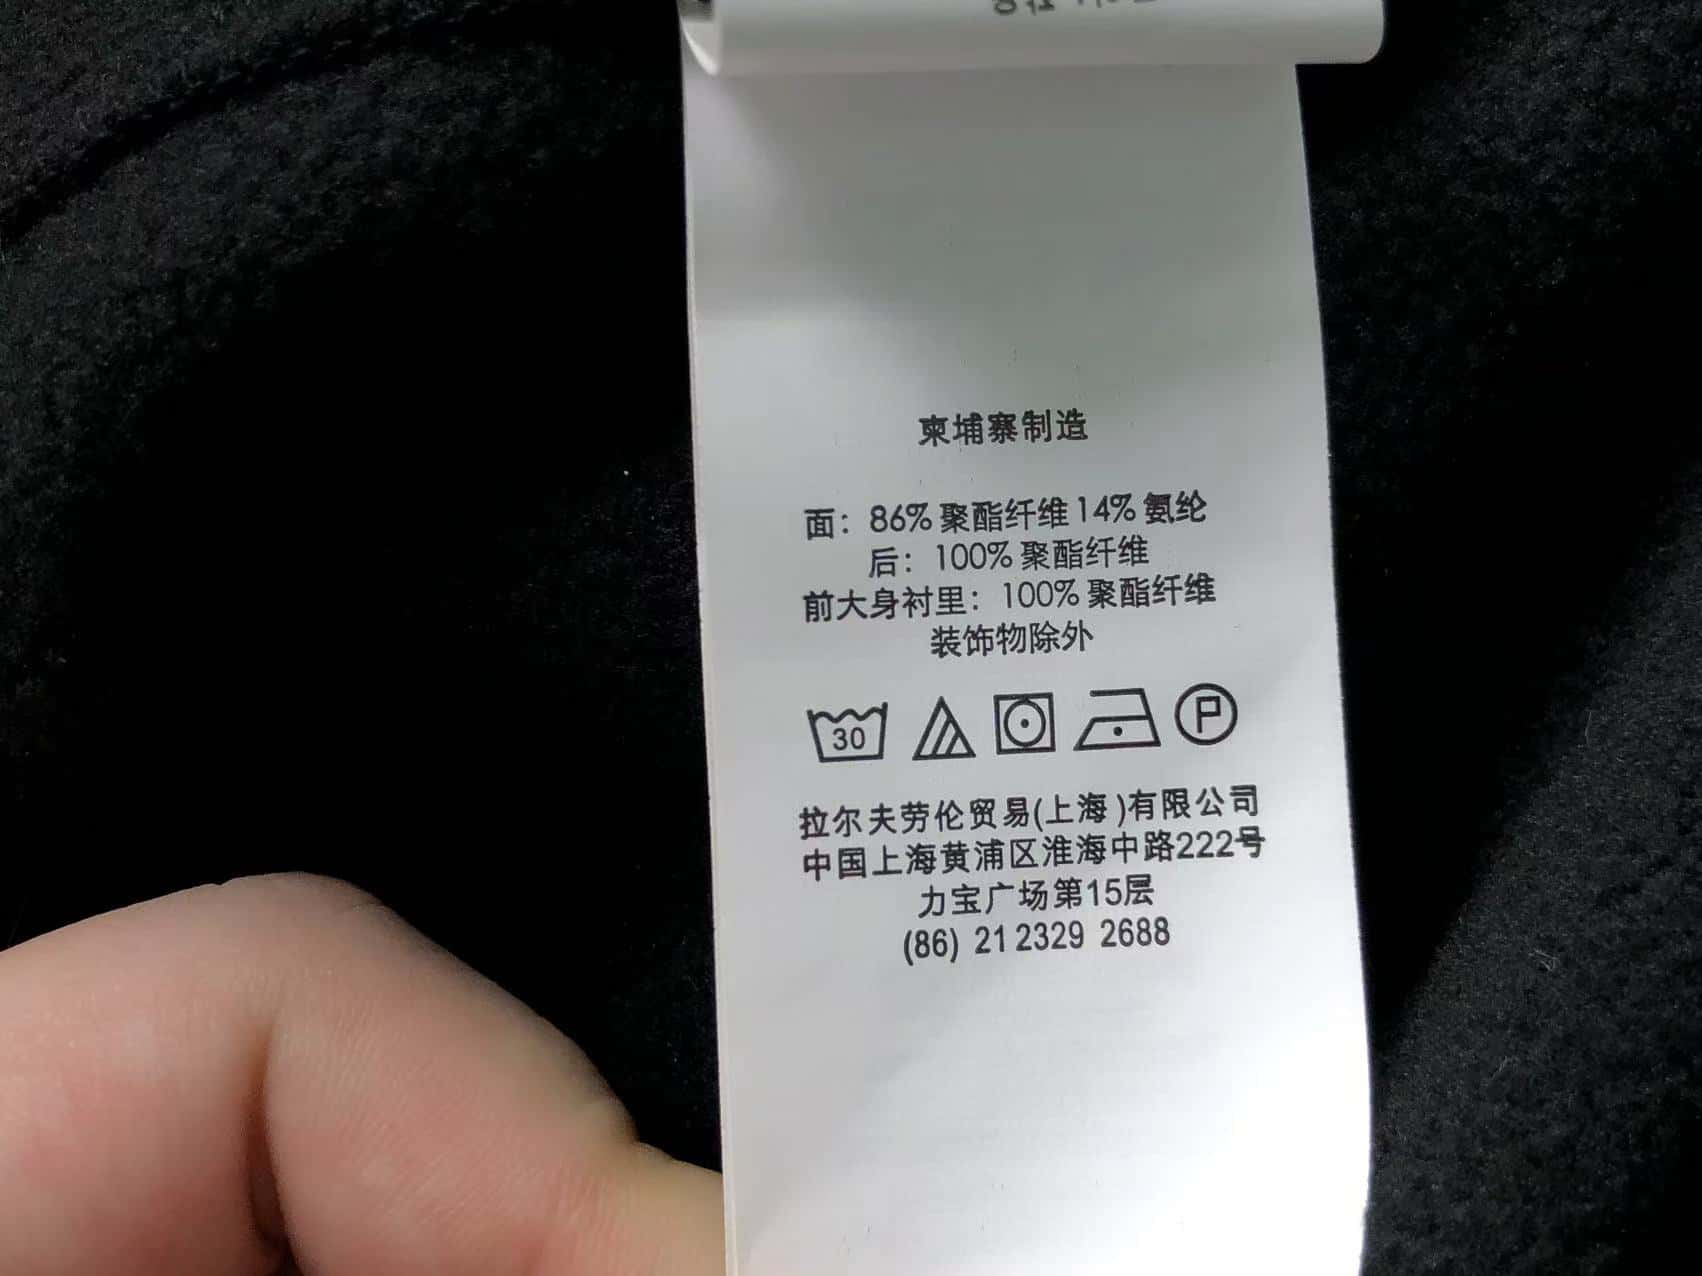 柬埔寨制造
面: 86% 聚酯纤维 14% 氨纶
后: 100% 聚酯纤维
前大身衬里: 100% 聚酯纤维
装饰物除外
30 P
拉尔夫劳伦贸易(上海)有限公司
中国上海黄浦区淮海中路222号
力宝广场第15层
(86) 21 2329 2688